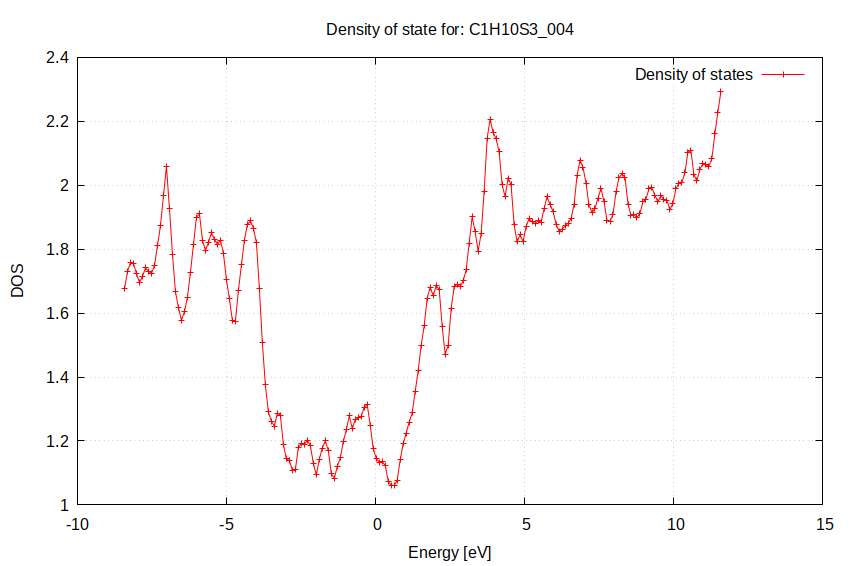 Density of state for: C1H10S3_004
Density of states
2.4
2.2
2
1.8
1.6
1.4
1.2
1
DOS
-10 -5 0 5 10 15
Energy [eV]